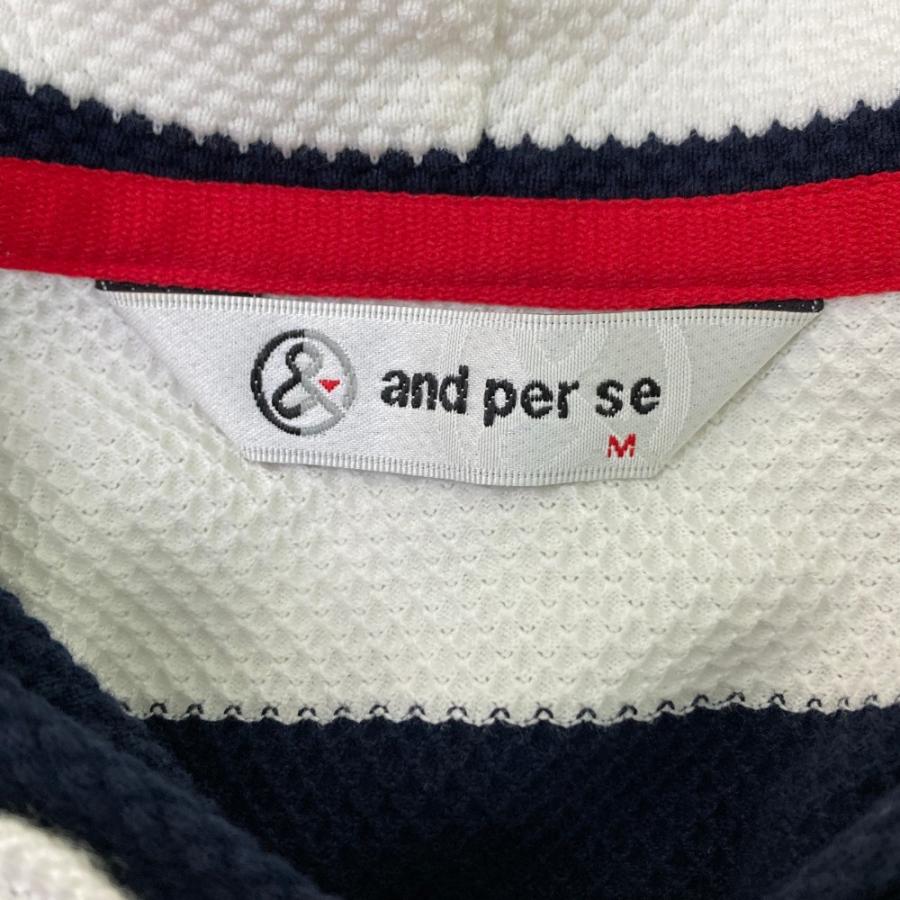 & and per se
M